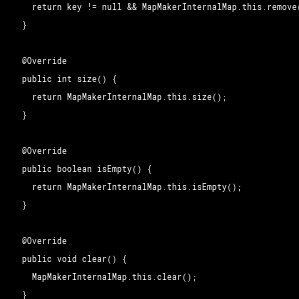 return key != null && MapMakerInternalMap.this.remove(
}
@Override
public int size() {
return MapMakerInternalMap.this.size();
}
@Override
public boolean isEmpty() {
return MapMakerInternalMap.this.isEmpty();
}
@Override
public void clear() {
MapMakerInternalMap.this.clear();
}